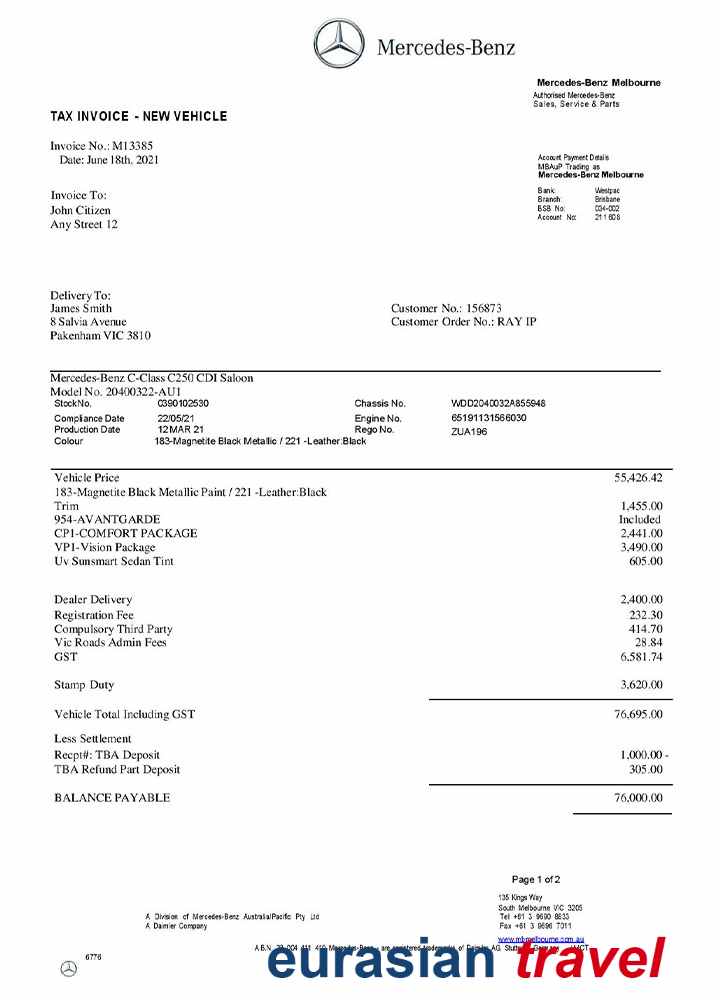 Mercedes-Benz
Mercedes-Benz Melbourne
Authorised Mercedes-Benz
Sales, Service & Parts
TAX INVOICE - NEW VEHICLE
Invoice No.: M13385
Date: June 18th, 2021
Account Payment Details
MBAuP Trading as
Mercedes-Benz Melbourne
Bank: Westpac
Branch: Brisbane
BSB No: 034-002
Account No: 211 608
Invoice To:
John Citizen
Any Street 12
Delivery To:
James Smith
8 Salvia Avenue
Pakenham VIC 3810
Customer No.: 156873
Customer Order No.: RAY IP
Mercedes-Benz C-Class C250 CDI Saloon
Model No. 20400322-AU1
StockNo. 0390102530 Chassis No. WDD2040032A855948
Compliance Date 22/05/21 Engine No. 65191131566030
Production Date 12 MAR 21 Rego No. ZUA196
Colour 183-Magnetite Black Metallic / 221 -Leather:Black
Vehicle Price 55,426.42
183-Magnetite Black Metallic Paint / 221 -Leather:Black
Trim 1,455.00
954-AVANTGARDE Included
CP1-COMFORT PACKAGE 2,441.00
VP1-Vision Package 3,490.00
Uv Sunsmart Sedan Tint 605.00
Dealer Delivery 2,400.00
Registration Fee 232.30
Compulsory Third Party 414.70
Vic Roads Admin Fees 28.84
GST 6,581.74
Stamp Duty 3,620.00
Vehicle Total Including GST 76,695.00
Less Settlement
Recpt#: TBA Deposit 1,000.00 -
TBA Refund Part Deposit 305.00
BALANCE PAYABLE 76,000.00
Page 1 of 2
135 Kings Way
South Melbourne VIC 3205
Tel +61 3 9690 8833
Fax +61 3 9696 7011
www.mbmelbourne.com.au
A Division of Mercedes-Benz Australia/Pacific Pty Ltd
A Daimler Company
A.B.N. 004 411 are registered trademarks of Daimler AG, Stuttgart, Germany
6776
eurasian travel